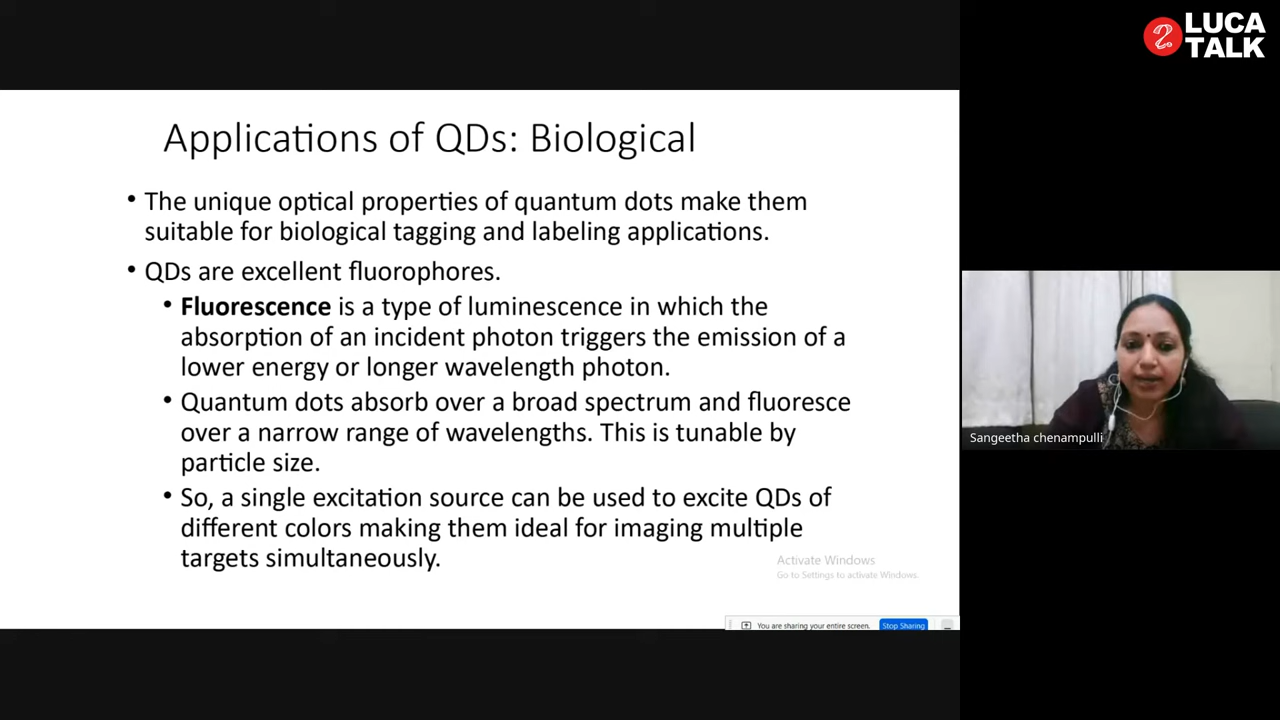 LUCA
TALK
Applications of QDs: Biological
• The unique optical properties of quantum dots make them
suitable for biological tagging and labeling applications.
• QDs are excellent fluorophores.
• Fluorescence is a type of luminescence in which the
absorption of an incident photon triggers the emission of a
lower energy or longer wavelength photon.
• Quantum dots absorb over a broad spectrum and fluoresce
over a narrow range of wavelengths. This is tunable by
particle size.
• So, a single excitation source can be used to excite QDs of
different colors making them ideal for imaging multiple
targets simultaneously.
Activate Windows
Go to Settings to activate Windows.
You are sharing your entire screen.
Stop Sharing
Sangeetha chenampulli